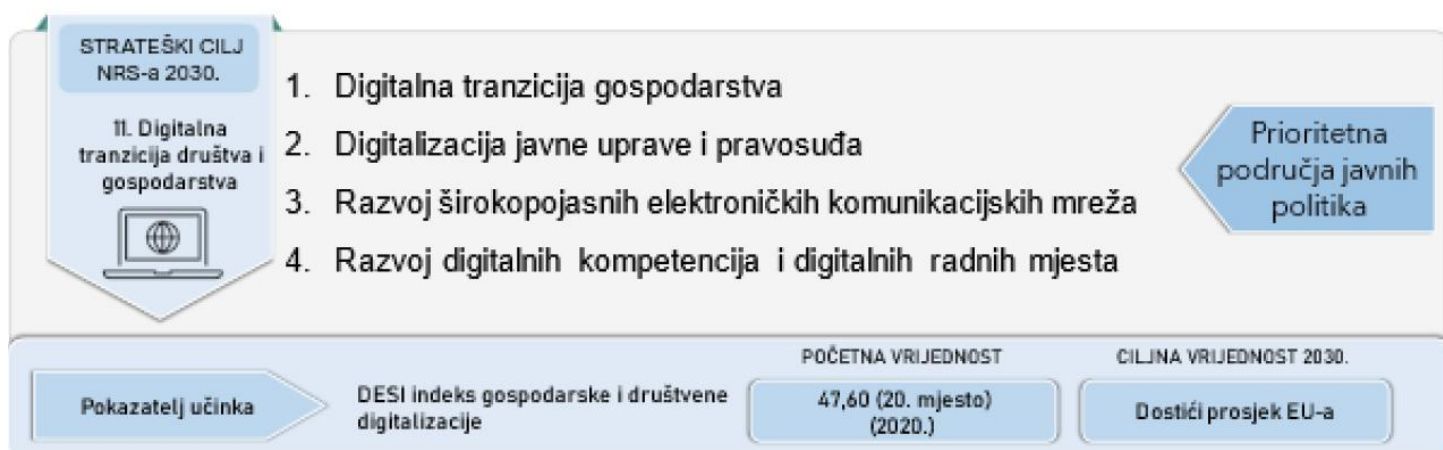 STRATEŠKI CILJ
NRS-a 2030.
11. Digitalna
tranzicija društva i
gospodarstva
1. Digitalna tranzicija gospodarstva
2. Digitalizacija javne uprave i pravosuđa
3. Razvoj širokopojasnih elektroničkih komunikacijskih mreža
4. Razvoj digitalnih kompetencija i digitalnih radnih mjesta
Prioritetna
područja javnih
politika
Pokazatelj učinka
DESI indeks gospodarske i društvene
digitalizacije
POČETNA VRIJEDNOST
47,60 (20. mjesto)
(2020.)
CILJNA VRIJEDNOST 2030.
Dostići prosjek EU-a